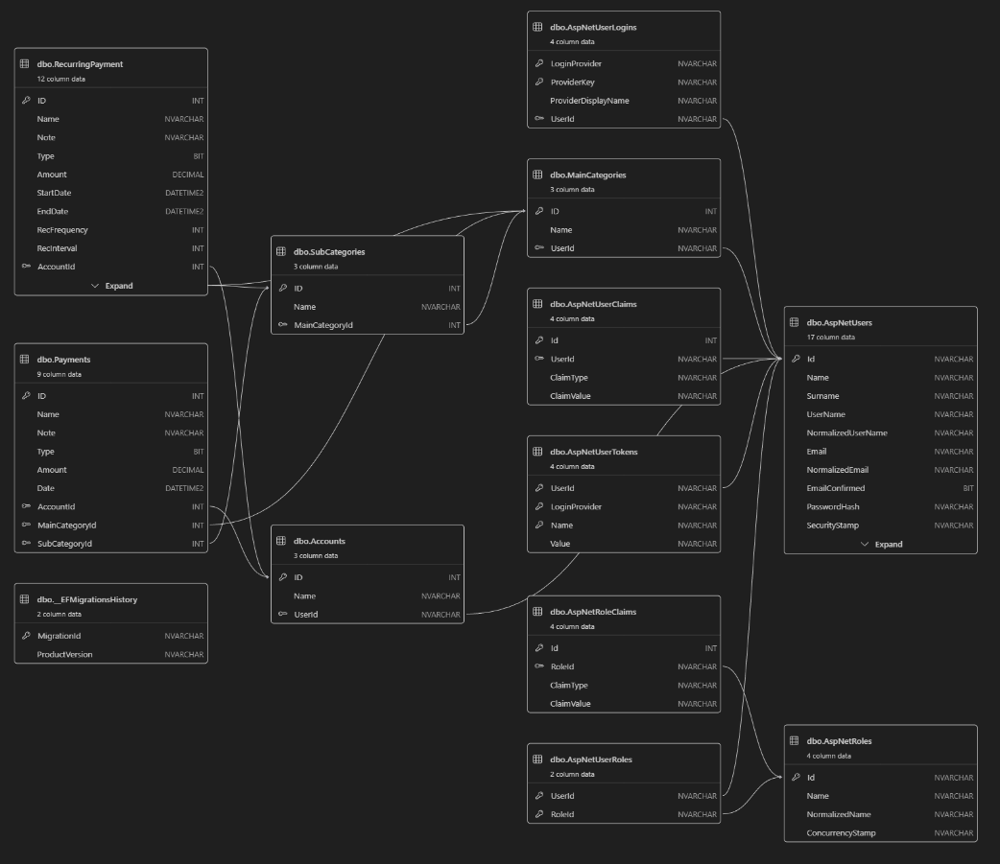 dbo.RecurringPayment
12 column data
ID INT
Name NVARCHAR
Note NVARCHAR
Type BIT
Amount DECIMAL
StartDate DATETIME2
EndDate DATETIME2
RecFrequency INT
RecInterval INT
AccountId INT
Expand
dbo.Payments
9 column data
ID INT
Name NVARCHAR
Note NVARCHAR
Type BIT
Amount DECIMAL
Date DATETIME2
AccountId INT
MainCategoryId INT
SubCategoryId INT
dbo.__EFMigrationsHistory
2 column data
MigrationId NVARCHAR
ProductVersion NVARCHAR
dbo.SubCategories
3 column data
ID INT
Name NVARCHAR
MainCategoryId INT
dbo.Accounts
3 column data
ID INT
Name NVARCHAR
UserId NVARCHAR
dbo.AspNetUserLogins
4 column data
LoginProvider NVARCHAR
ProviderKey NVARCHAR
ProviderDisplayName NVARCHAR
UserId NVARCHAR
dbo.MainCategories
3 column data
ID INT
Name NVARCHAR
UserId NVARCHAR
dbo.AspNetUserClaims
4 column data
Id INT
UserId NVARCHAR
ClaimType NVARCHAR
ClaimValue NVARCHAR
dbo.AspNetUserTokens
4 column data
UserId NVARCHAR
LoginProvider NVARCHAR
Name NVARCHAR
Value NVARCHAR
dbo.AspNetRoleClaims
4 column data
Id INT
RoleId NVARCHAR
ClaimType NVARCHAR
ClaimValue NVARCHAR
dbo.AspNetUserRoles
2 column data
UserId NVARCHAR
RoleId NVARCHAR
dbo.AspNetUsers
17 column data
Id NVARCHAR
Name NVARCHAR
Surname NVARCHAR
UserName NVARCHAR
NormalizedUserName NVARCHAR
Email NVARCHAR
NormalizedEmail NVARCHAR
EmailConfirmed BIT
PasswordHash NVARCHAR
SecurityStamp NVARCHAR
Expand
dbo.AspNetRoles
4 column data
Id NVARCHAR
Name NVARCHAR
NormalizedName NVARCHAR
ConcurrencyStamp NVARCHAR